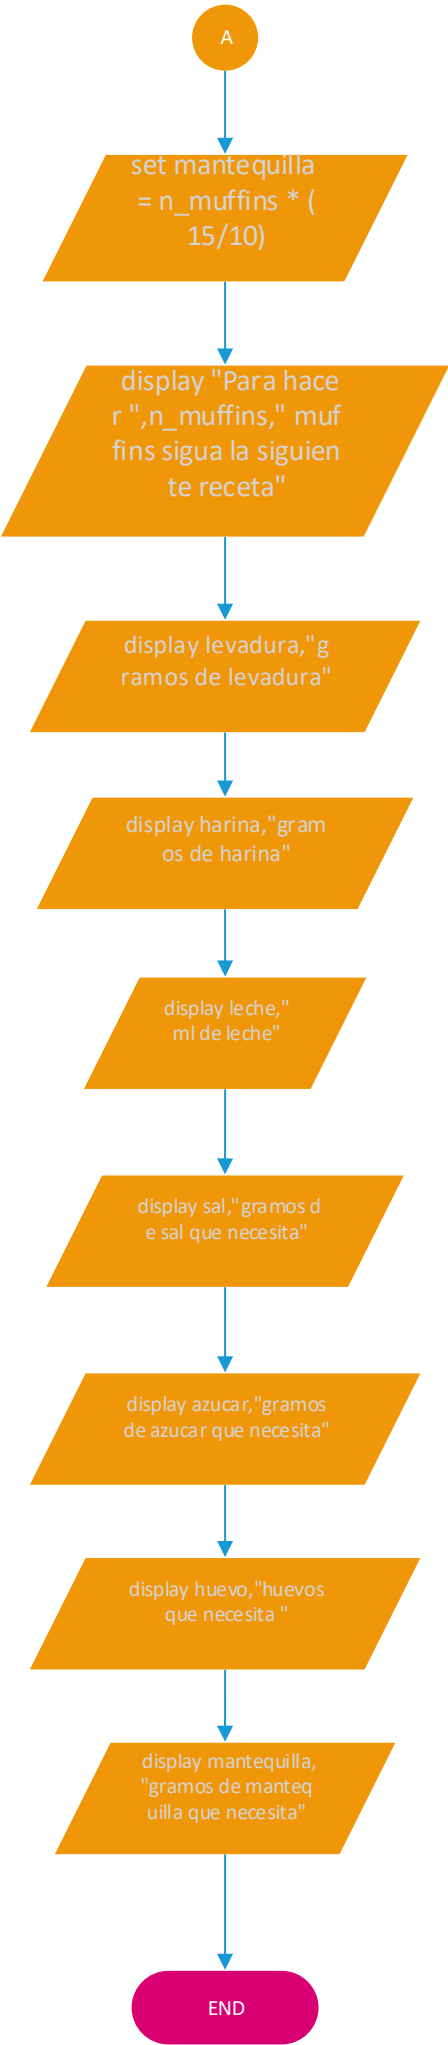 A
set mantequilla
= n_muffins * (
15/10)
display "Para hace
r ",n_muffins," muf
fins sigua la siguien
te receta"
display levadura,"g
ramos de levadura"
display harina,"gram
os de harina"
display leche,"
ml de leche"
display sal,"gramos d
e sal que necesita"
display azucar,"gramos
de azucar que necesita"
display huevo,"huevos
que necesita "
display mantequilla,
"gramos de manteq
uilla que necesita"
END